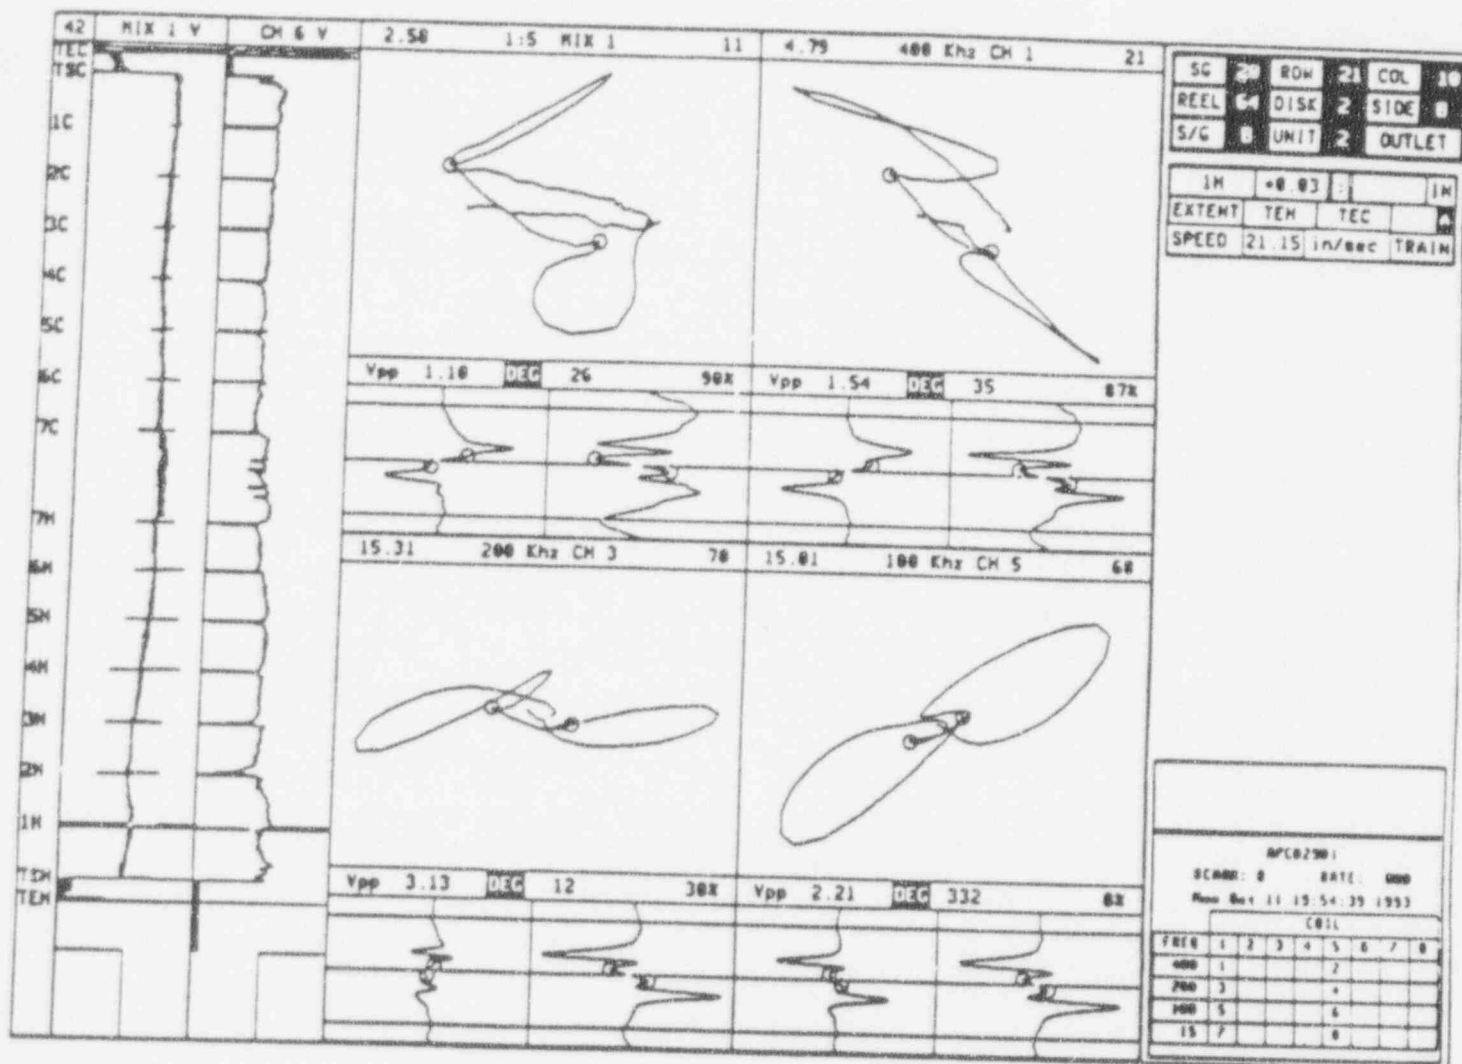 42 MIX 1 V CH 6 V
2.58 1:5 MIX 1 11
4.79 400 Khz CH 1 21
TEC
TSC
1C
2C
3C
4C
5C
6C
7C
7H
6H
5H
4H
3H
2H
1H
TSH
TEH
Vpp 1.18 DEG 26 90%
Vpp 1.54 DEG 35 87%
15.31 200 Khz CH 3 70
15.01 100 Khz CH 5 60
Vpp 3.13 DEG 12 38%
Vpp 2.21 DEG 332 0%
SG ROW 21 COL 10
REEL 64 DISK 2 SIDE
S/G UNIT 2 OUTLET
1H +0.03 : 1H
EXTENT TEH TEC
SPEED 21.15 in/sec TRAIN
19:54:39 1993
COIL
FREQ 1 2 3 4 5 6 7 8
400 1 2
200 3 4
100 5 6
15 7 8